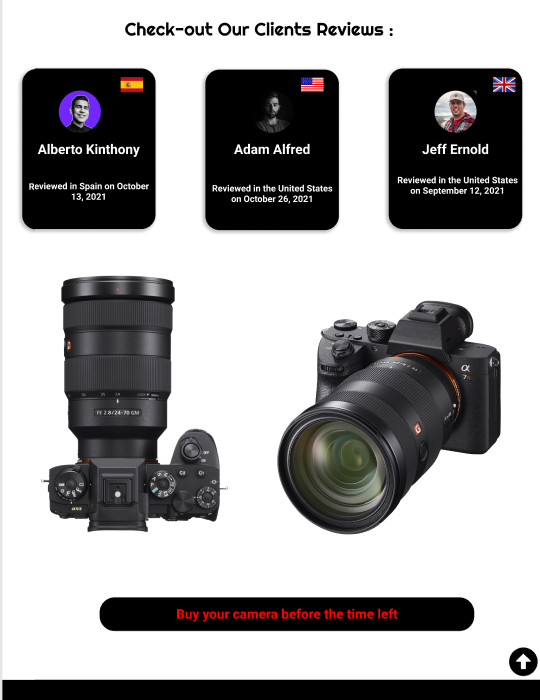 Check-out Our Clients Reviews :
Alberto Kinthony
Adam Alfred
Jeff Ernold
Reviewed in Spain on October
13, 2021
Reviewed in the United States
on October 26, 2021
Reviewed in the United States
on September 12, 2021
FE 2.8/24-70 GM
α
Buy your camera before the time left